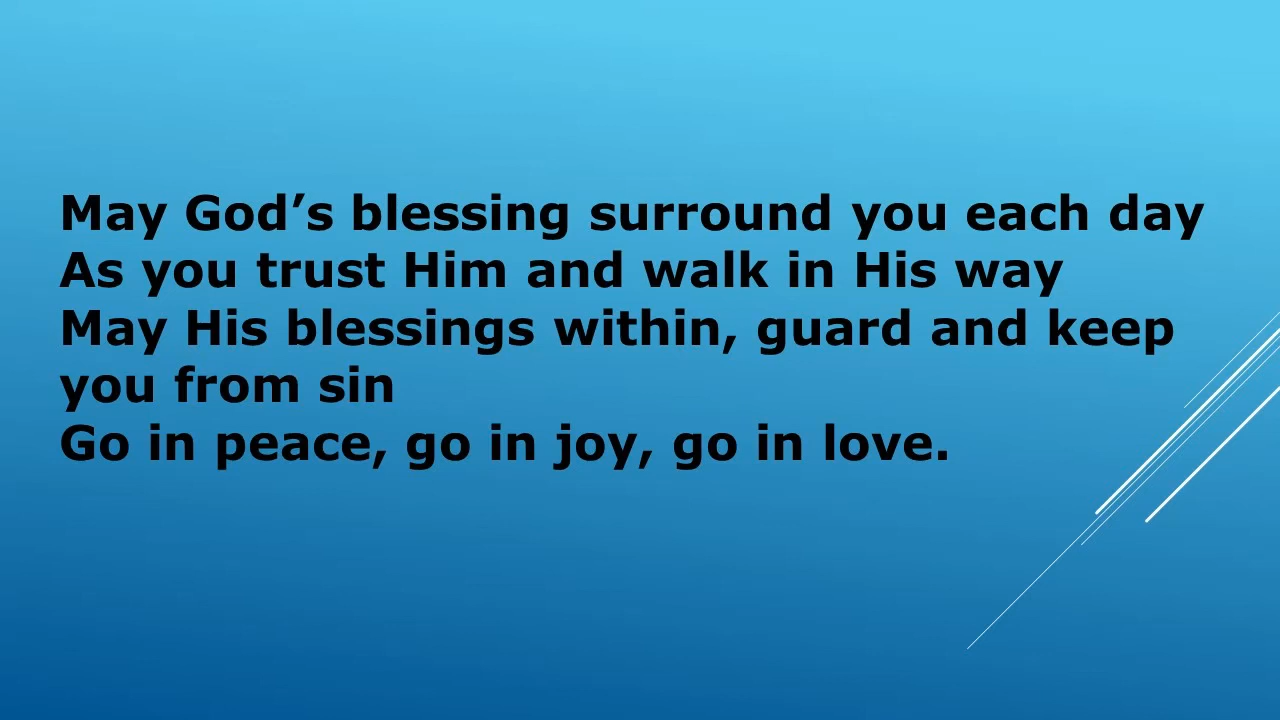 May God’s blessing surround you each day
As you trust Him and walk in His way
May His blessings within, guard and keep
you from sin
Go in peace, go in joy, go in love.